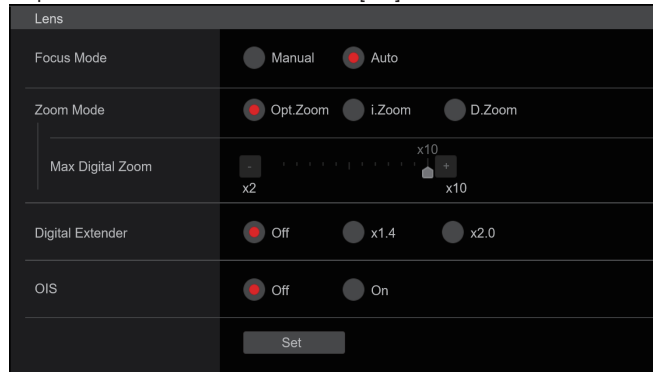 Lens
Focus Mode Manual Auto
Zoom Mode Opt.Zoom i.Zoom D.Zoom
x10
Max Digital Zoom - +
x2 x10
Digital Extender Off x1.4 x2.0
OIS Off On
Set